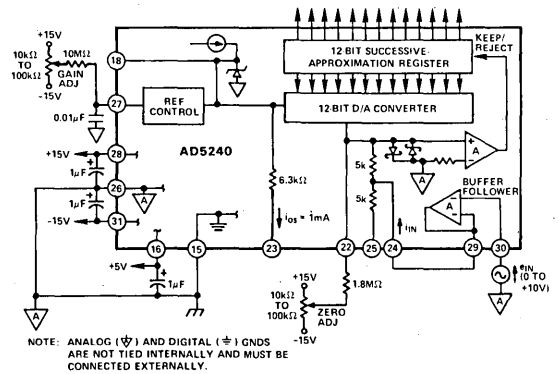 +15V
10kΩ
TO
100kΩ
-15V
10MΩ
GAIN
ADJ
0.01μF
18
27
REF
CONTROL
AD5240
KEEP/
REJECT
12-BIT SUCCESSIVE-
APPROXIMATION REGISTER
12-BIT D/A CONVERTER
+15V
1μF
1μF
-15V
28
26
31
A
6.3kΩ
iOS = 1mA
5k
5k
iIN
A
A
BUFFER
FOLLOWER
A
+
-
-
-
16
15
23
22
25
24
29
30
+5V
1μF
A
+15V
10kΩ
TO
100kΩ
-15V
ZERO
ADJ
1.8MΩ
eIN
(0 TO
+10V)
A
NOTE: ANALOG (▽) AND DIGITAL (⏚) GNDS
ARE NOT TIED INTERNALLY AND MUST BE
CONNECTED EXTERNALLY.